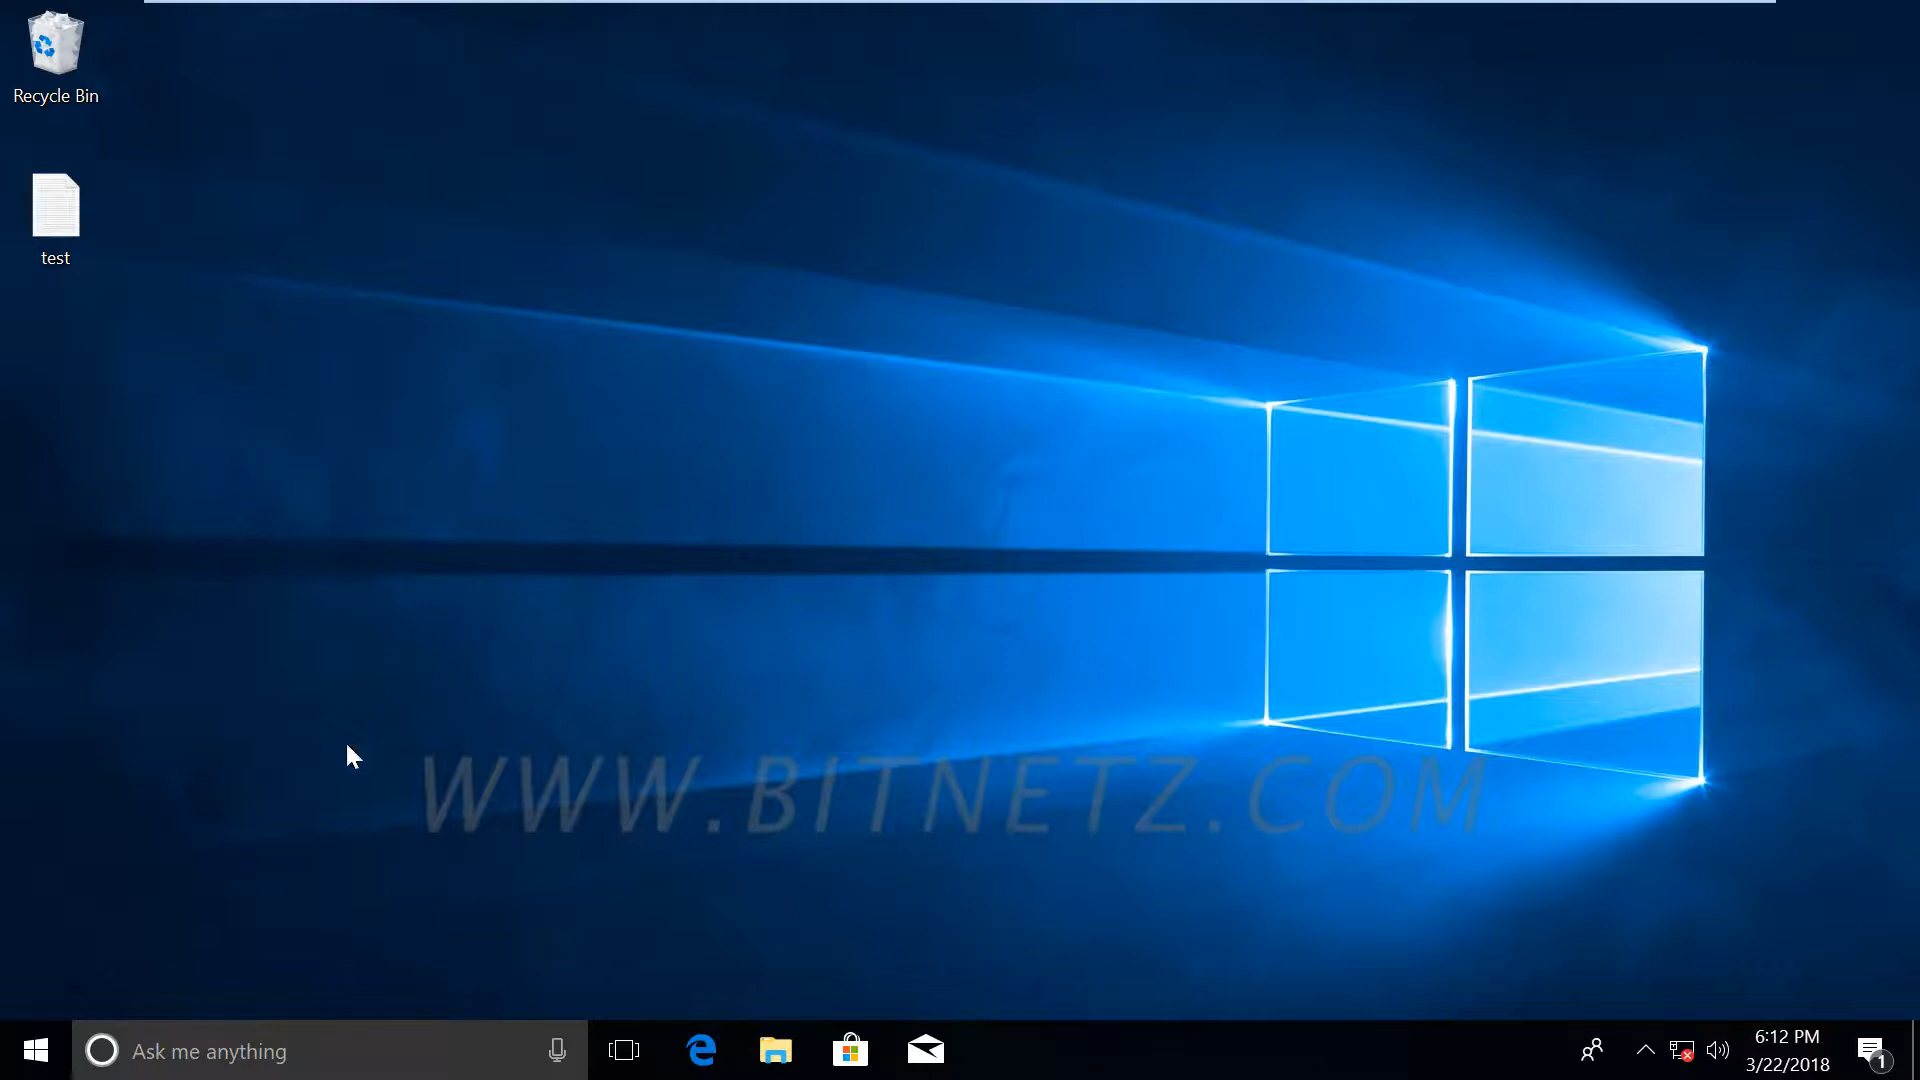 Recycle Bin
test
WWW.BITNETZ.COM
Ask me anything
6:12 PM
3/22/2018
1